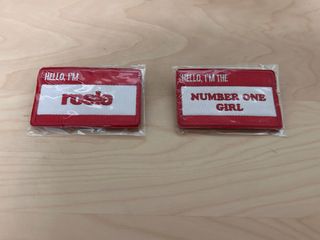 HELLO, I'M
rosie
HELLO, I'M THE
NUMBER ONE
GIRL